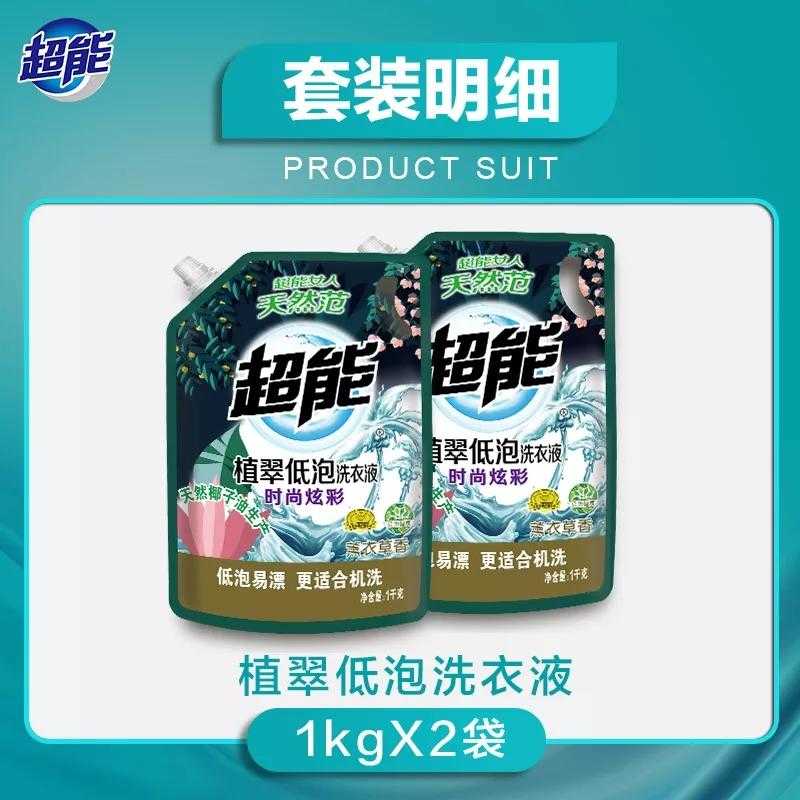 超能
套装明细
PRODUCT SUIT
超能女人
天然范
超能
植翠低泡洗衣液
时尚炫彩
天然椰子油生产
薰衣草香
低泡易漂 更适合机洗
净含量:1千克
超能女人
天然范
超能
植翠低泡洗衣液
时尚炫彩
薰衣草香
泡易漂 更适合机洗
净含量:1千克
植翠低泡洗衣液
1kgX2袋